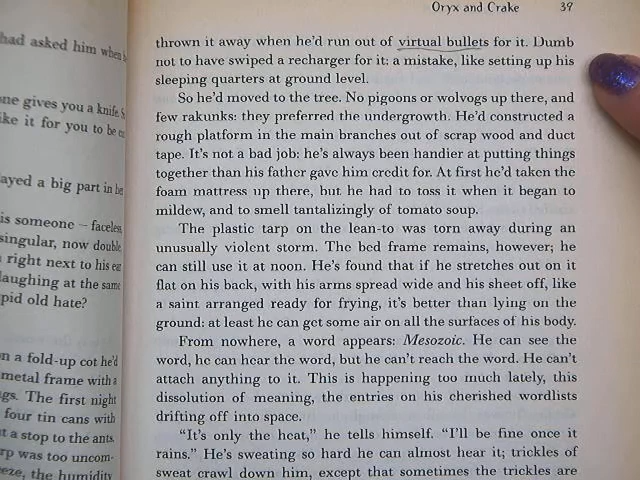 had asked him when
one gives you a knife.
ke it for you to be
ayed a big part in
is someone – faceless,
singular, now double
right next to his ear
laughing at the same
pid old hate?
n a fold-up cot he'd
metal frame with a
gs. The first night
four tin cans with
t a stop to the ants.
rp was too uncom-
eeze, the humidity
Oryx and Crake 39
thrown it away when he'd run out of virtual bullets for it. Dumb
not to have swiped a recharger for it: a mistake, like setting up his
sleeping quarters at ground level.
So he'd moved to the tree. No pigoons or wolvogs up there, and
few rakunks: they preferred the undergrowth. He'd constructed a
rough platform in the main branches out of scrap wood and duct
tape. It's not a bad job: he's always been handier at putting things
together than his father gave him credit for. At first he'd taken the
foam mattress up there, but he had to toss it when it began to
mildew, and to smell tantalizingly of tomato soup.
The plastic tarp on the lean-to was torn away during an
unusually violent storm. The bed frame remains, however; he
can still use it at noon. He's found that if he stretches out on it
flat on his back, with his arms spread wide and his sheet off, like
a saint arranged ready for frying, it's better than lying on the
ground: at least he can get some air on all the surfaces of his body.
From nowhere, a word appears: Mesozoic. He can see the
word, he can hear the word, but he can't reach the word. He can't
attach anything to it. This is happening too much lately, this
dissolution of meaning, the entries on his cherished wordlists
drifting off into space.
"It's only the heat," he tells himself. "I'll be fine once it
rains." He's sweating so hard he can almost hear it; trickles of
sweat crawl down him, except that sometimes the trickles are